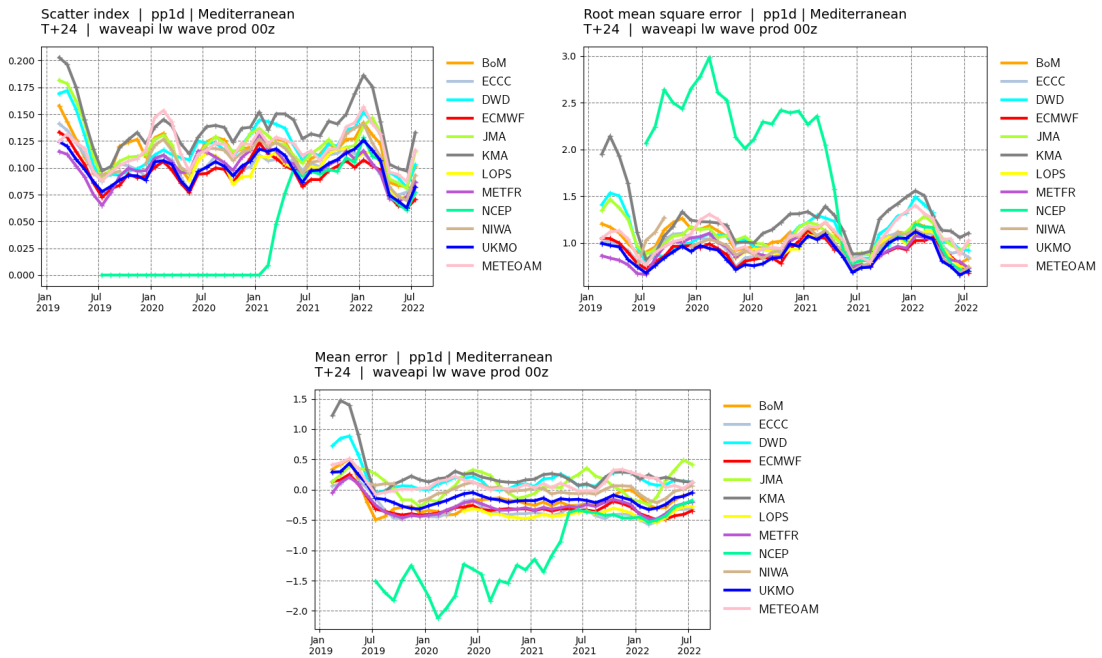 Scatter index | pp1d | Mediterranean
T+24 | waveapi lw wave prod 00z
0.200
0.175
0.150
0.125
0.100
0.075
0.050
0.025
0.000
Jan
2019
Jul
2019
Jan
2020
Jul
2020
Jan
2021
Jul
2021
Jan
2022
Jul
2022
BoM
ECCC
DWD
ECMWF
JMA
KMA
LOPS
METFR
NCEP
NIWA
UKMO
METEOAM
Root mean square error | pp1d | Mediterranean
T+24 | waveapi lw wave prod 00z
3.0
2.5
2.0
1.5
1.0
Jan
2019
Jul
2019
Jan
2020
Jul
2020
Jan
2021
Jul
2021
Jan
2022
Jul
2022
BoM
ECCC
DWD
ECMWF
JMA
KMA
LOPS
METFR
NCEP
NIWA
UKMO
METEOAM
Mean error | pp1d | Mediterranean
T+24 | waveapi lw wave prod 00z
1.5
1.0
0.5
0.0
−0.5
−1.0
−1.5
−2.0
Jan
2019
Jul
2019
Jan
2020
Jul
2020
Jan
2021
Jul
2021
Jan
2022
Jul
2022
BoM
ECCC
DWD
ECMWF
JMA
KMA
LOPS
METFR
NCEP
NIWA
UKMO
METEOAM